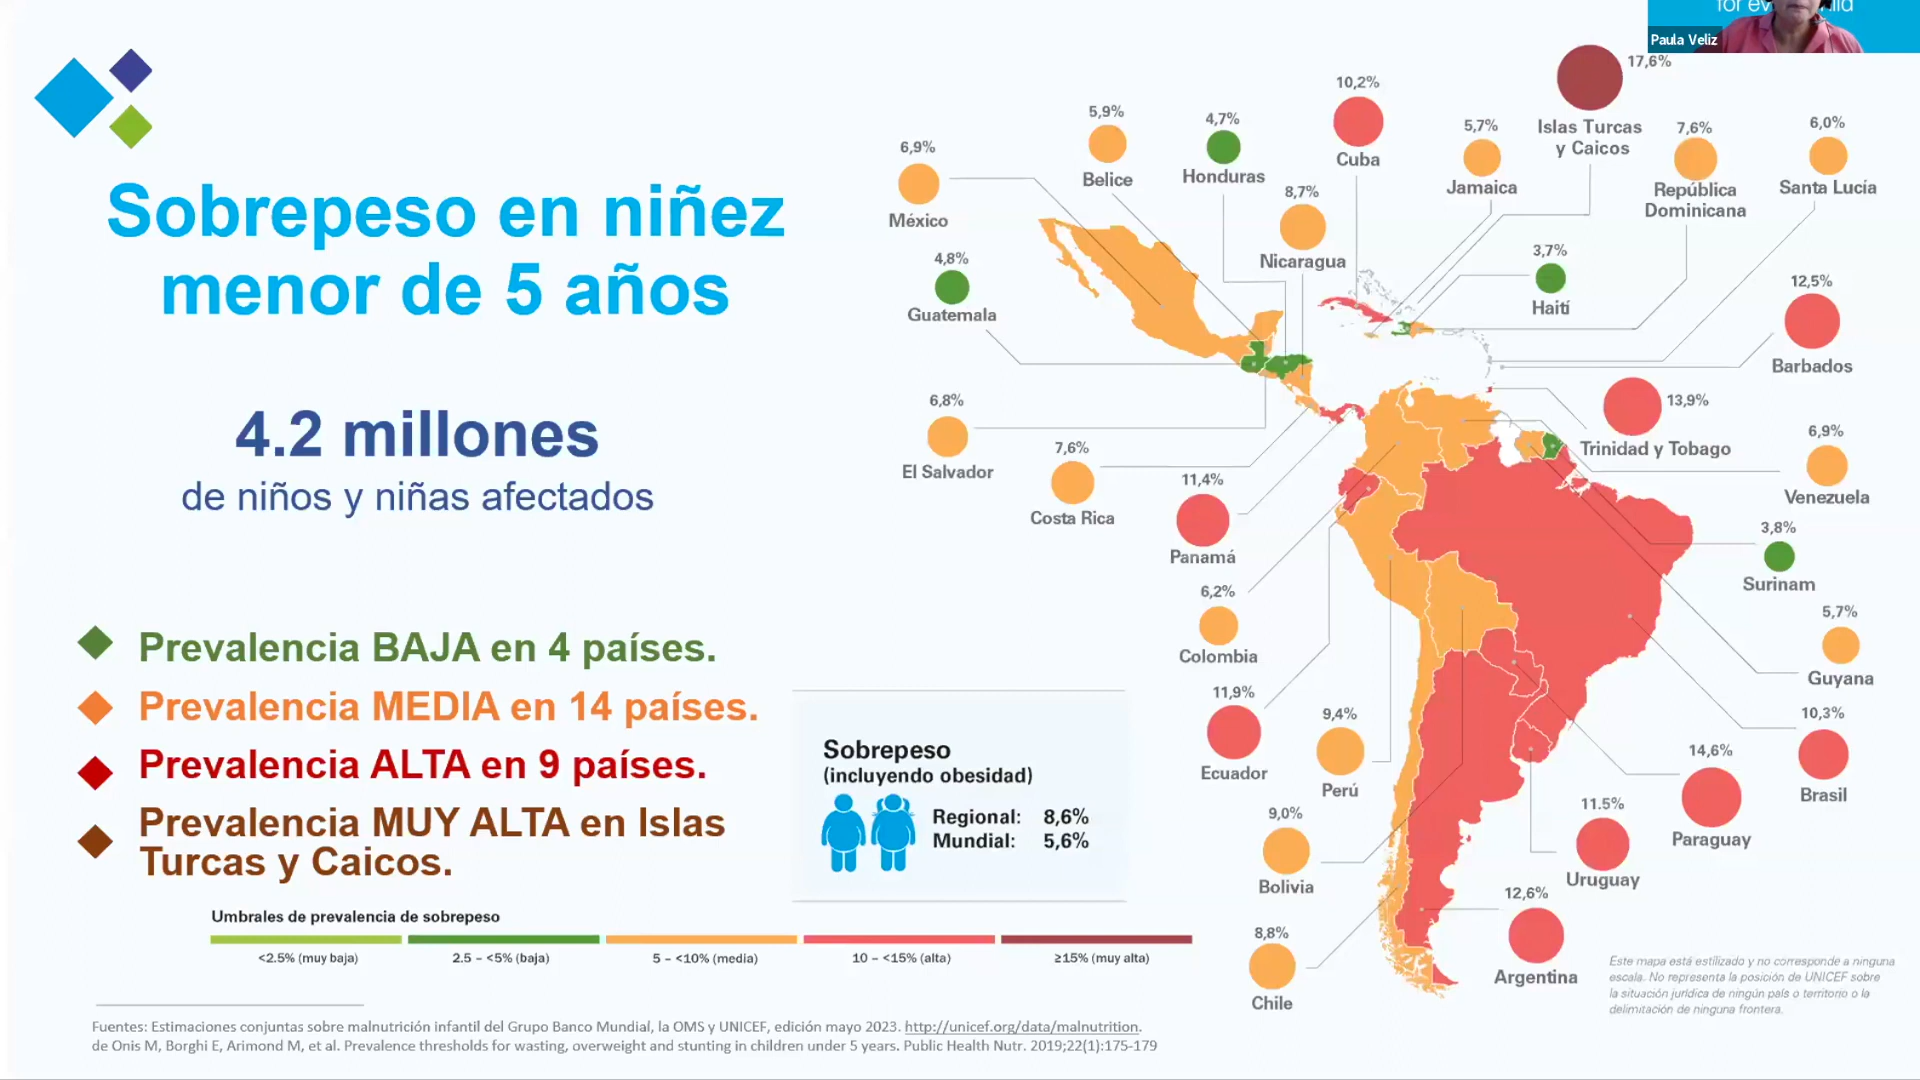 for ev
Paula Veliz
Sobrepeso en niñez
menor de 5 años
4.2 millones
de niños y niñas afectados
Prevalencia BAJA en 4 países.
Prevalencia MEDIA en 14 países.
Prevalencia ALTA en 9 países.
Prevalencia MUY ALTA en Islas
Turcas y Caicos.
Sobrepeso
(incluyendo obesidad)
Regional: 8,6%
Mundial: 5,6%
Umbrales de prevalencia de sobrepeso
<2.5% (muy baja)
2.5 – <5% (baja)
5 – <10% (media)
10 – <15% (alta)
≥15% (muy alta)
6,9%
México
5,9%
Belice
4,7%
Honduras
10,2%
Cuba
8,7%
Nicaragua
5,7%
Jamaica
17,6%
Islas Turcas
y Caicos
7,6%
República
Dominicana
6,0%
Santa Lucía
4,8%
Guatemala
3,7%
Haití
12,5%
Barbados
6,8%
El Salvador
7,6%
Costa Rica
11,4%
Panamá
13,9%
Trinidad y Tobago
6,9%
Venezuela
3,8%
Surinam
6,2%
Colombia
5,7%
Guyana
11,9%
Ecuador
9,4%
Perú
10,3%
Brasil
14,6%
Paraguay
9,0%
Bolivia
11.5%
Uruguay
12,6%
Argentina
8,8%
Chile
Este mapa está estilizado y no corresponde a ninguna
escala. No representa la posición de UNICEF sobre
la situación jurídica de ningún país o territorio o la
delimitación de ninguna frontera.
Fuentes: Estimaciones conjuntas sobre malnutrición infantil del Grupo Banco Mundial, la OMS y UNICEF, edición mayo 2023. http://unicef.org/data/malnutrition.
de Onis M, Borghi E, Arimond M, et al. Prevalence thresholds for wasting, overweight and stunting in children under 5 years. Public Health Nutr. 2019;22(1):175-179